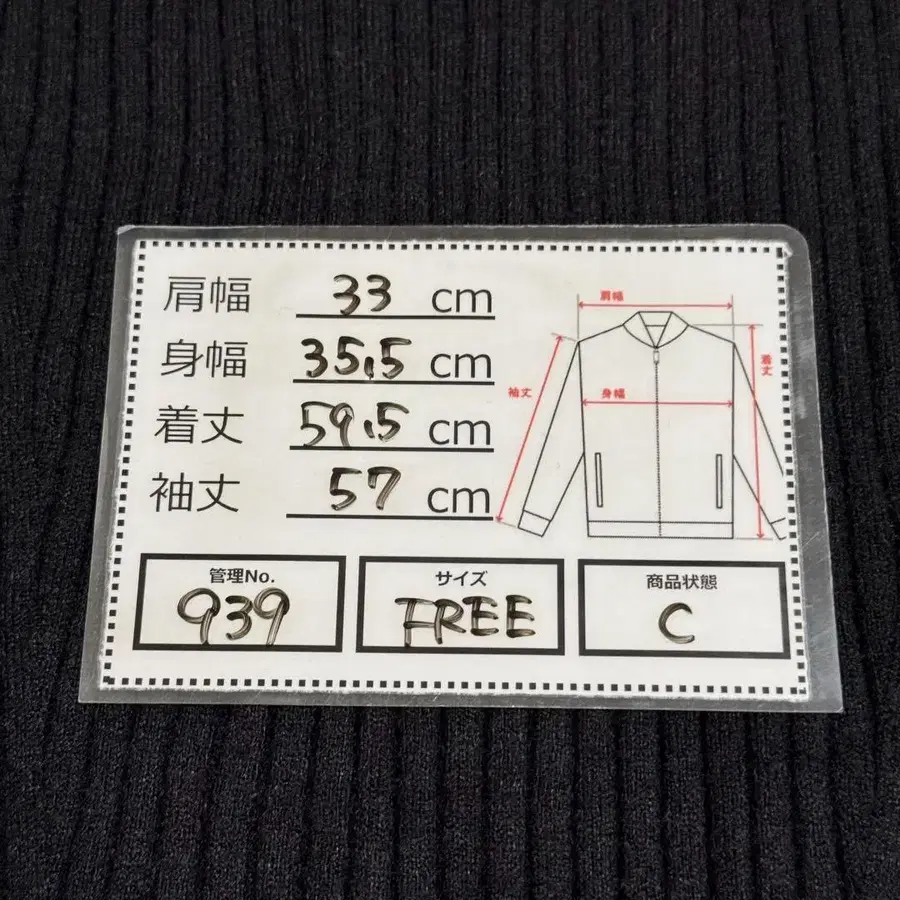 肩幅 33 cm
身幅 35.5 cm
着丈 59.5 cm
袖丈 57 cm
肩幅
着丈
袖丈
身幅
管理No.
939
サイズ
FREE
商品状態
C